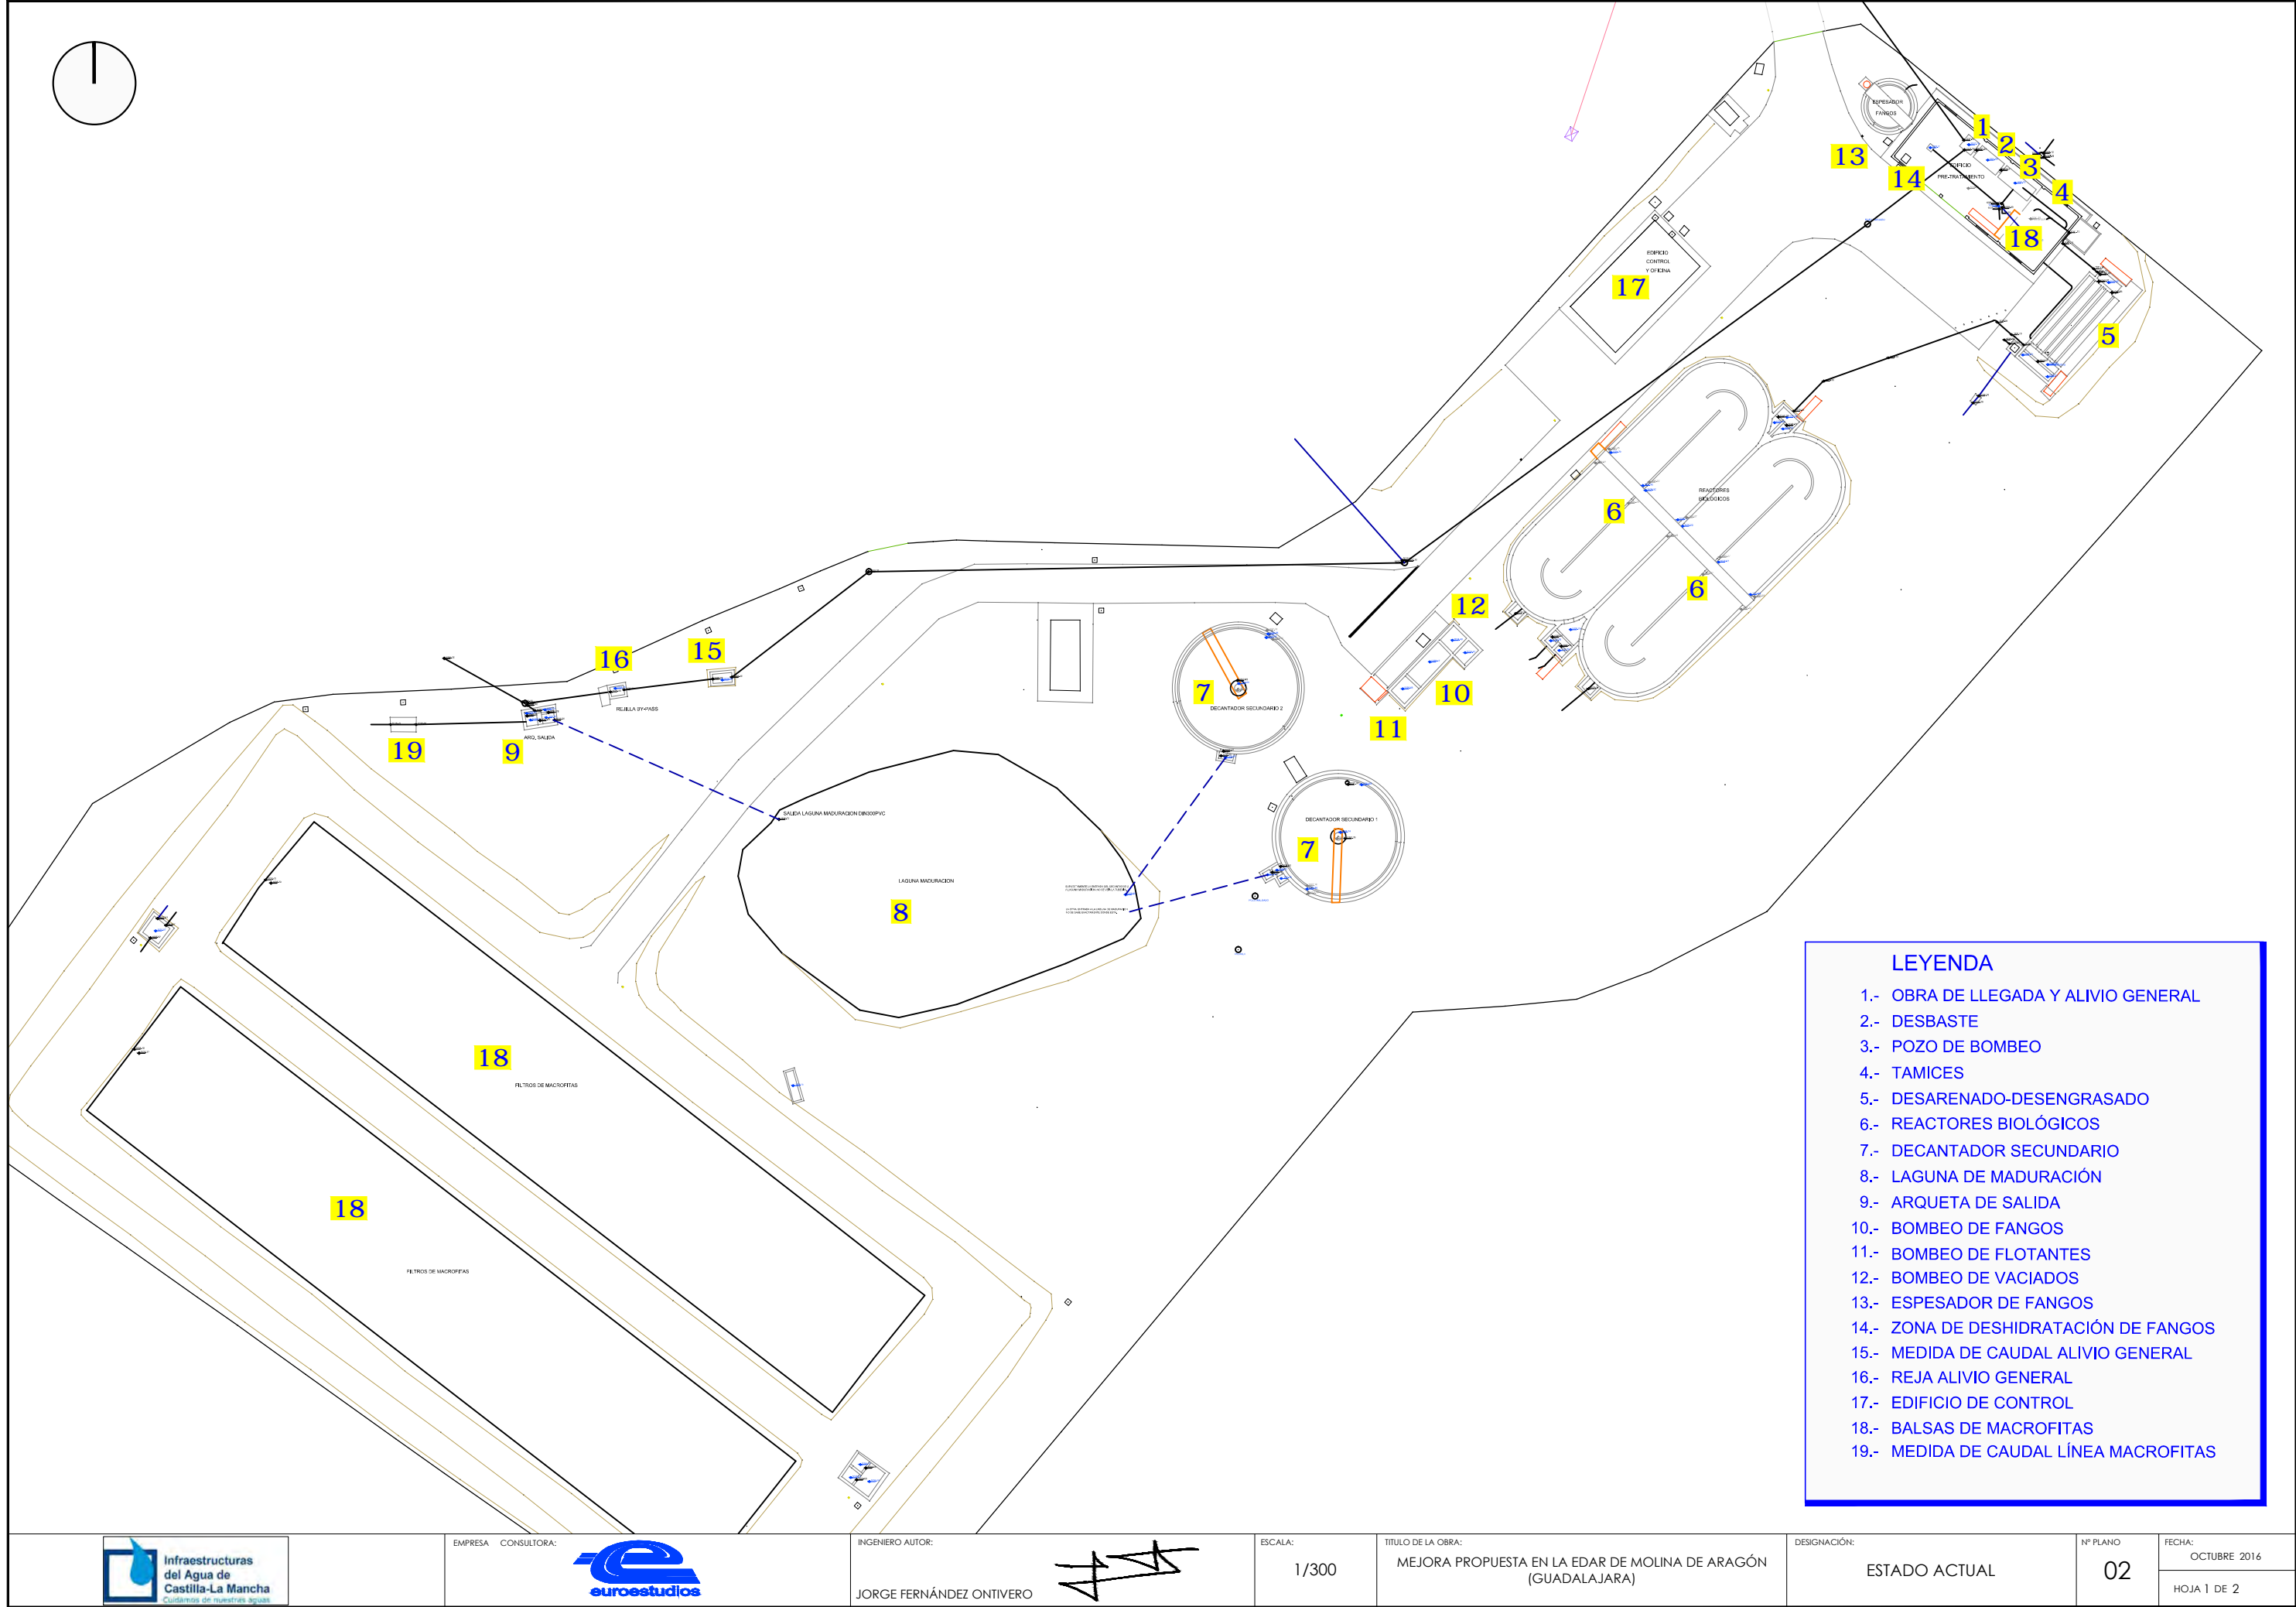 ESPESADOR
FANGOS
1
2
3
4
13
14
EDIFICIO
PRE-TRATAMIENTO
18
5
EDIFICIO
CONTROL
Y OFICINA
17
REACTORES
BIOLOGICOS
6
6
12
10
11
7
DECANTADOR SECUNDARIO 2
DECANTADOR SECUNDARIO 1
7
15
16
REJILLA BY-PASS
ARQ. SALIDA
9
19
SALIDA LAGUNA MADURACION DIN300PVC
LAGUNA MADURACION
8
18
FILTROS DE MACROFITAS
18
FILTROS DE MACROFITAS
LEYENDA
1.- OBRA DE LLEGADA Y ALIVIO GENERAL
2.- DESBASTE
3.- POZO DE BOMBEO
4.- TAMICES
5.- DESARENADO-DESENGRASADO
6.- REACTORES BIOLÓGICOS
7.- DECANTADOR SECUNDARIO
8.- LAGUNA DE MADURACIÓN
9.- ARQUETA DE SALIDA
10.- BOMBEO DE FANGOS
11.- BOMBEO DE FLOTANTES
12.- BOMBEO DE VACIADOS
13.- ESPESADOR DE FANGOS
14.- ZONA DE DESHIDRATACIÓN DE FANGOS
15.- MEDIDA DE CAUDAL ALIVIO GENERAL
16.- REJA ALIVIO GENERAL
17.- EDIFICIO DE CONTROL
18.- BALSAS DE MACROFITAS
19.- MEDIDA DE CAUDAL LÍNEA MACROFITAS
Infraestructuras
del Agua de
Castilla-La Mancha
Cuidamos de nuestras aguas
EMPRESA CONSULTORA:
euroestudios
INGENIERO AUTOR:
JORGE FERNÁNDEZ ONTIVERO
ESCALA:
1/300
TITULO DE LA OBRA:
MEJORA PROPUESTA EN LA EDAR DE MOLINA DE ARAGÓN
(GUADALAJARA)
DESIGNACIÓN:
ESTADO ACTUAL
Nº PLANO
02
FECHA:
OCTUBRE 2016
HOJA 1 DE 2